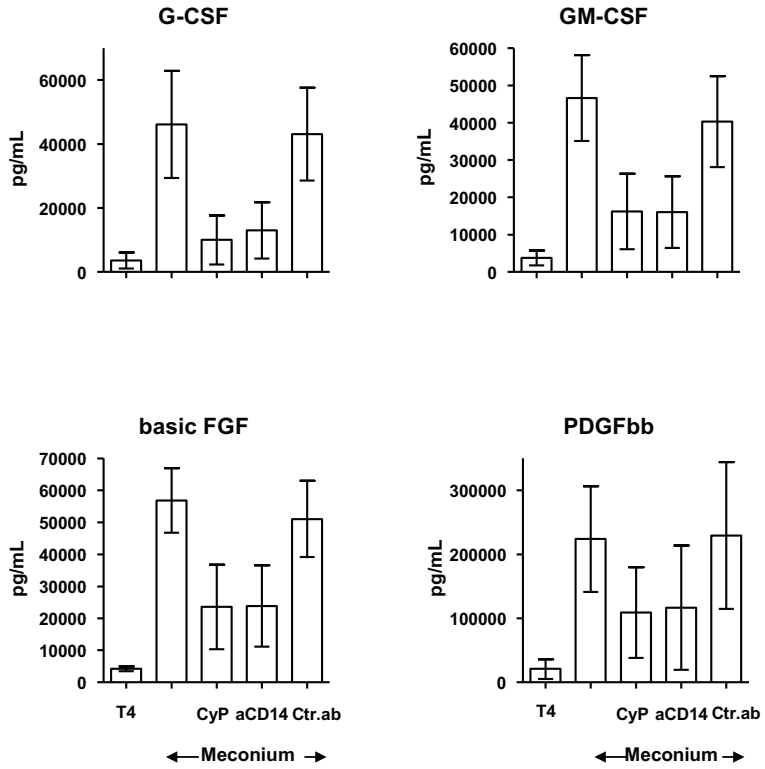 G-CSF
GM-CSF
pg/mL
60000
40000
20000
0
pg/mL
60000
50000
40000
30000
20000
10000
0
basic FGF
PDGFbb
pg/mL
70000
60000
50000
40000
30000
20000
10000
0
pg/mL
300000
200000
100000
0
T4 CyP aCD14 Ctr.ab
T4 CyP aCD14 Ctr.ab
Meconium
Meconium